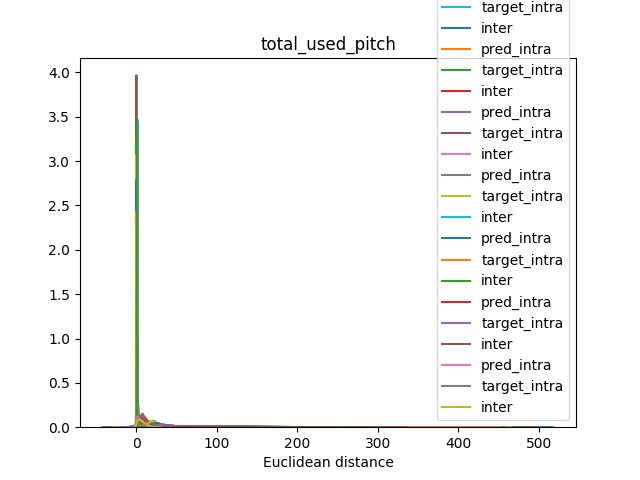 total_used_pitch
target_intra
inter
pred_intra
target_intra
inter
pred_intra
target_intra
inter
pred_intra
target_intra
inter
pred_intra
target_intra
inter
pred_intra
target_intra
inter
pred_intra
target_intra
inter
4.0
3.5
3.0
2.5
2.0
1.5
1.0
0.5
0.0
0
100
200
300
400
500
Euclidean distance